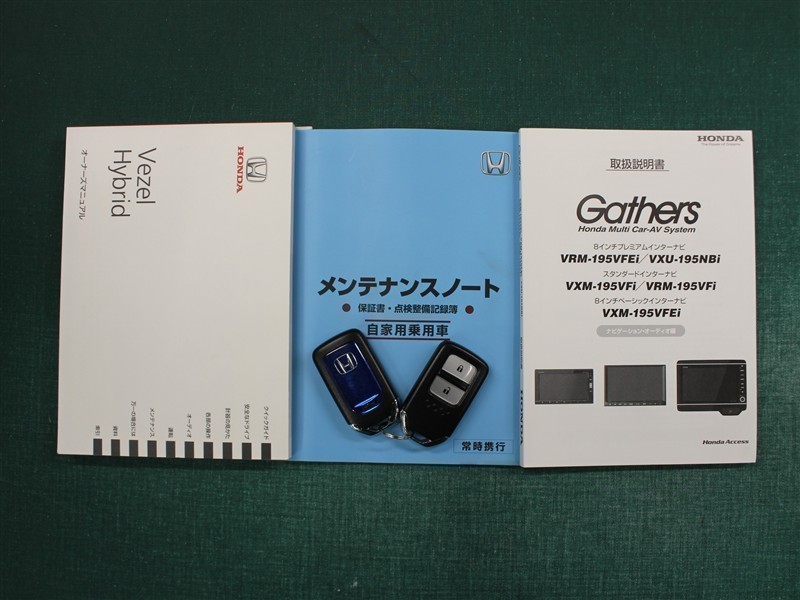 Vezel
Hybrid
オーナーズマニュアル
HONDA
クイックガイド
安全なドライブ
計器の見かた
各部の操作
オーディオ
運転
メンテナンス
万一の場合には
資料
索引
メンテナンスノート
● 保証書・点検整備記録簿 ●
自家用乗用車
常時携行
HONDA
The Power of Dreams
取扱説明書
Gathers
Honda Multi Car-AV System
8インチプレミアムインターナビ
VRM-195VFEi／VXU-195NBi
スタンダードインターナビ
VXM-195VFi／VRM-195VFi
8インチベーシックインターナビ
VXM-195VFEi
ナビゲーション・オーディオ編
Honda Access
HONDA